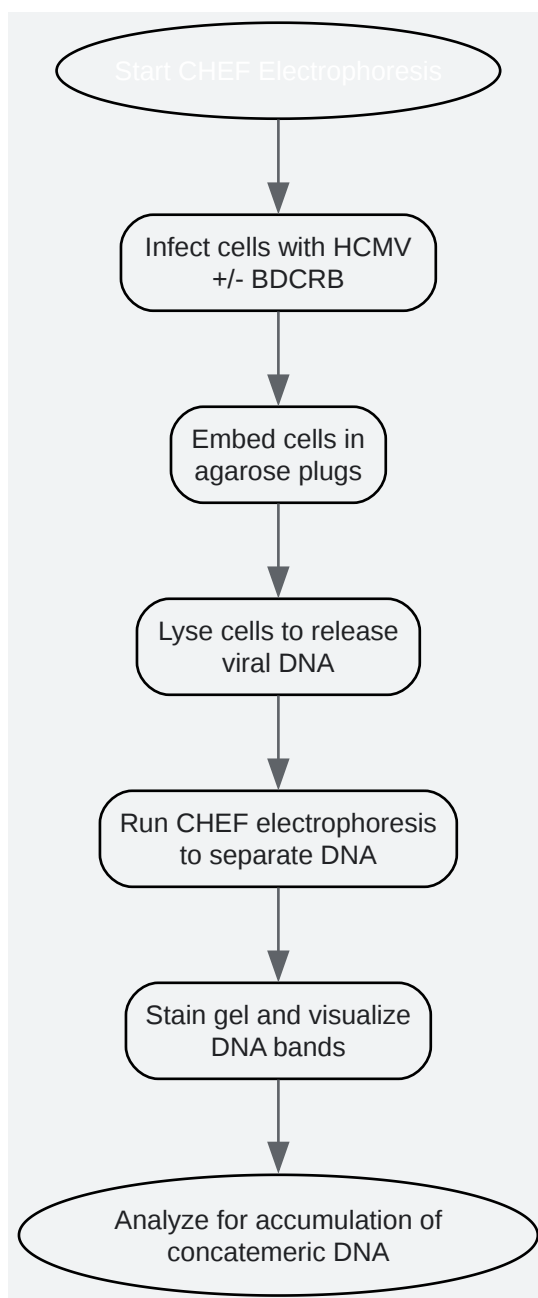 Start CHEF Electrophoresis
Infect cells with HCMV
+/- BDCRB
Embed cells in
agarose plugs
Lyse cells to release
viral DNA
Run CHEF electrophoresis
to separate DNA
Stain gel and visualize
DNA bands
Analyze for accumulation of
concatemeric DNA